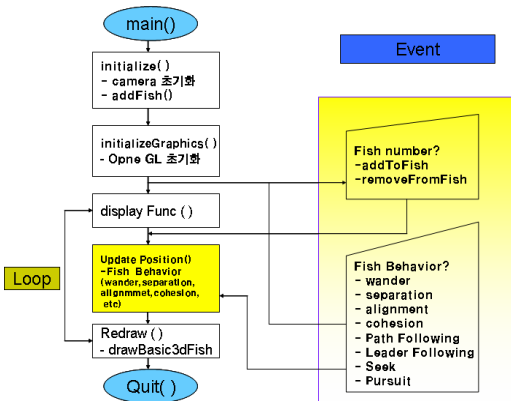 main()
Event
initialize( )
- camera 초기화
- addFish()
initializeGraphics( )
- Opne GL 초기화
Fish number?
-addToFish
-removeFromFish
display Func ( )
Loop
Update Position()
-Fish Behavior
(wander,separation,
alignmmet,cohesion,
etc)
Fish Behavior?
- wander
- separation
- alignment
- cohesion
- Path Following
- Leader Following
- Seek
- Pursuit
Redraw ( )
- drawBasic3dFish
Quit( )